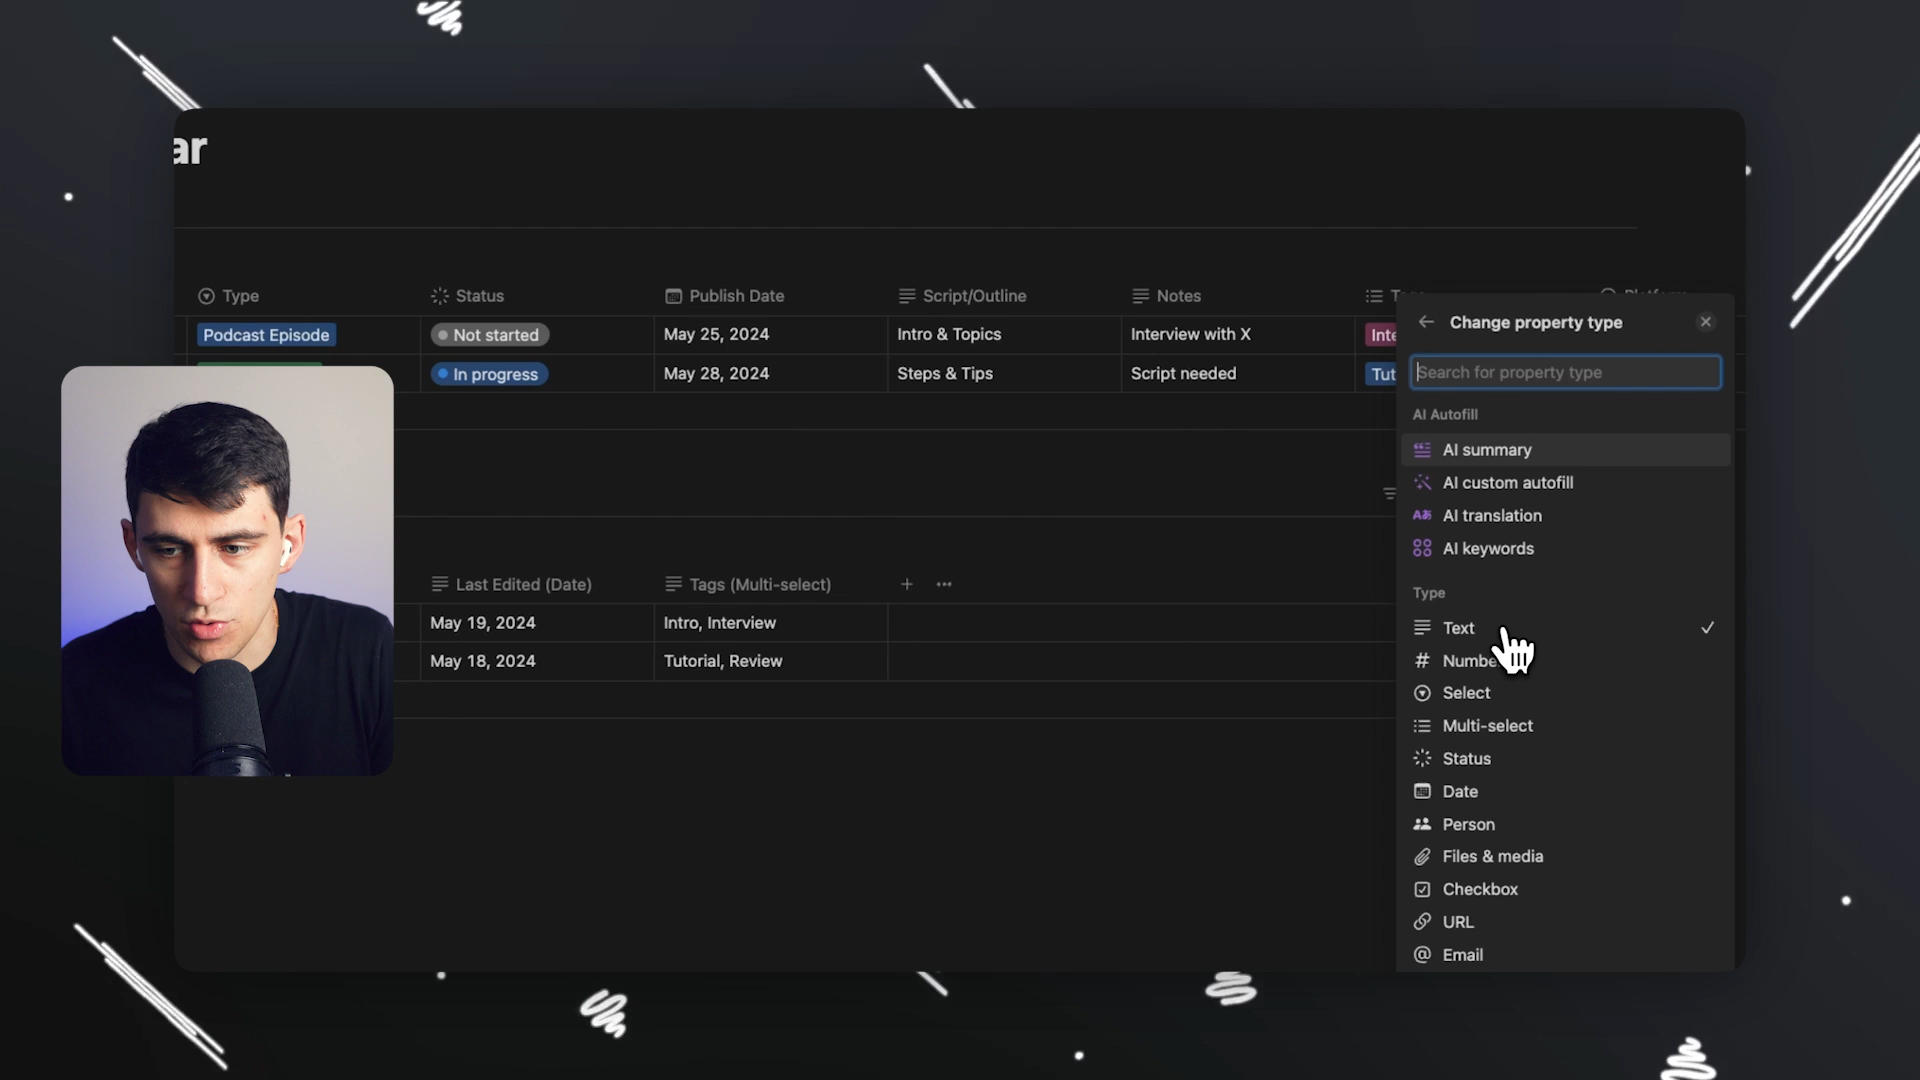 ar
Type Status Publish Date Script/Outline Notes
Podcast Episode Not started May 25, 2024 Intro & Topics Interview with X Inte
In progress May 28, 2024 Steps & Tips Script needed Tut
Last Edited (Date) Tags (Multi-select) + •••
May 19, 2024 Intro, Interview
May 18, 2024 Tutorial, Review
Change property type
Search for property type
AI Autofill
AI summary
AI custom autofill
AI translation
AI keywords
Type
Text
Numbe
Select
Multi-select
Status
Date
Person
Files & media
Checkbox
URL
Email